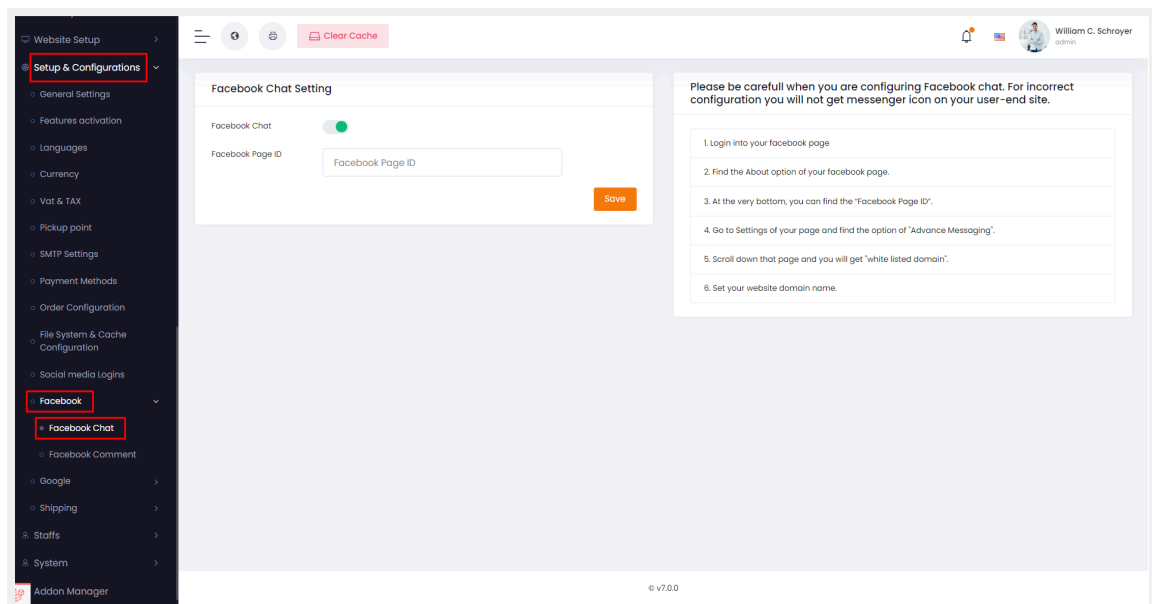 Website Setup
Setup & Configurations
General Settings
Features activation
Languages
Currency
Vat & TAX
Pickup point
SMTP Settings
Payment Methods
Order Configuration
File System & Cache
Configuration
Social media Logins
Facebook
Facebook Chat
Facebook Comment
Google
Shipping
Staffs
System
Addon Manager
Clear Cache
William C. Schroyer
admin
Facebook Chat Setting
Facebook Chat
Facebook Page ID
Facebook Page ID
Save
Please be carefull when you are configuring Facebook chat. For incorrect
configuration you will not get messenger icon on your user-end site.
1. Login into your facebook page
2. Find the About option of your facebook page.
3. At the very bottom, you can find the “Facebook Page ID”.
4. Go to Settings of your page and find the option of "Advance Messaging".
5. Scroll down that page and you will get "white listed domain".
6. Set your website domain name.
© v7.0.0